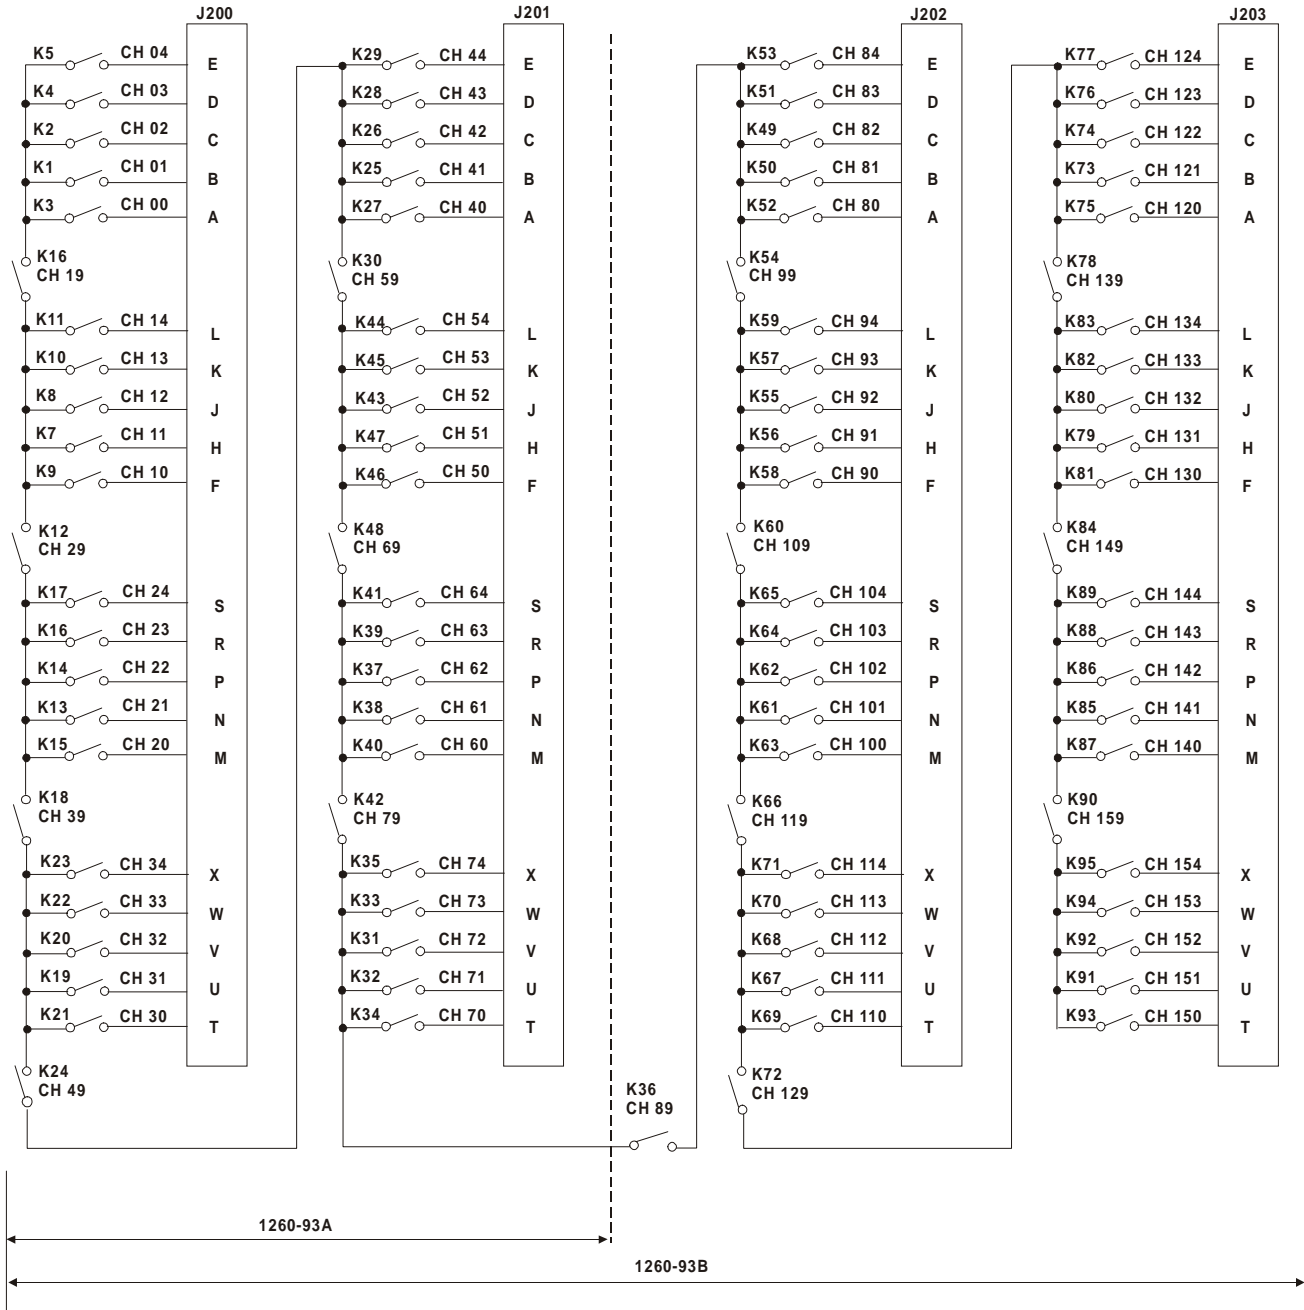 J200
K5 CH 04 E
K4 CH 03 D
K2 CH 02 C
K1 CH 01 B
K3 CH 00 A
K16
CH 19
K11 CH 14 L
K10 CH 13 K
K8 CH 12 J
K7 CH 11 H
K9 CH 10 F
K12
CH 29
K17 CH 24 S
K16 CH 23 R
K14 CH 22 P
K13 CH 21 N
K15 CH 20 M
K18
CH 39
K23 CH 34 X
K22 CH 33 W
K20 CH 32 V
K19 CH 31 U
K21 CH 30 T
K24
CH 49
J201
K29 CH 44 E
K28 CH 43 D
K26 CH 42 C
K25 CH 41 B
K27 CH 40 A
K30
CH 59
K44 CH 54 L
K45 CH 53 K
K43 CH 52 J
K47 CH 51 H
K46 CH 50 F
K48
CH 69
K41 CH 64 S
K39 CH 63 R
K37 CH 62 P
K38 CH 61 N
K40 CH 60 M
K42
CH 79
K35 CH 74 X
K33 CH 73 W
K31 CH 72 V
K32 CH 71 U
K34 CH 70 T
K36
CH 89
J202
K53 CH 84 E
K51 CH 83 D
K49 CH 82 C
K50 CH 81 B
K52 CH 80 A
K54
CH 99
K59 CH 94 L
K57 CH 93 K
K55 CH 92 J
K56 CH 91 H
K58 CH 90 F
K60
CH 109
K65 CH 104 S
K64 CH 103 R
K62 CH 102 P
K61 CH 101 N
K63 CH 100 M
K66
CH 119
K71 CH 114 X
K70 CH 113 W
K68 CH 112 V
K67 CH 111 U
K69 CH 110 T
K72
CH 129
J203
K77 CH 124 E
K76 CH 123 D
K74 CH 122 C
K73 CH 121 B
K75 CH 120 A
K78
CH 139
K83 CH 134 L
K82 CH 133 K
K80 CH 132 J
K79 CH 131 H
K81 CH 130 F
K84
CH 149
K89 CH 144 S
K88 CH 143 R
K86 CH 142 P
K85 CH 141 N
K87 CH 140 M
K90
CH 159
K95 CH 154 X
K94 CH 153 W
K92 CH 152 V
K91 CH 151 U
K93 CH 150 T
1260-93A
1260-93B